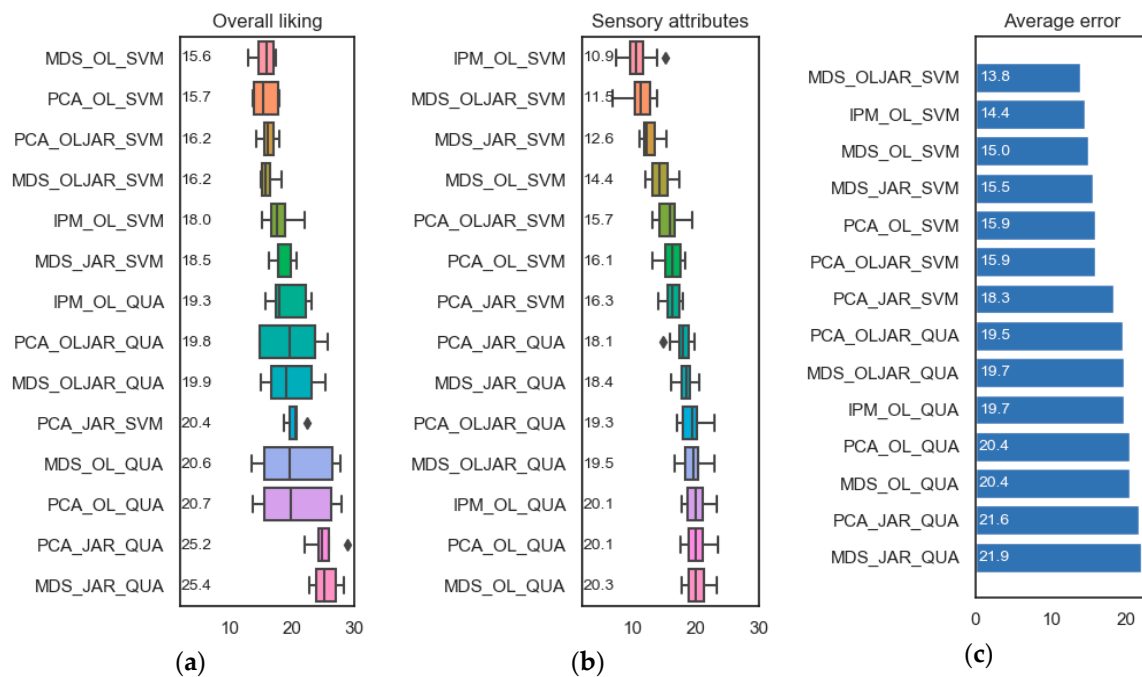 Overall liking
MDS_OL_SVM 15.6
PCA_OL_SVM 15.7
PCA_OLJAR_SVM 16.2
MDS_OLJAR_SVM 16.2
IPM_OL_SVM 18.0
MDS_JAR_SVM 18.5
IPM_OL_QUA 19.3
PCA_OLJAR_QUA 19.8
MDS_OLJAR_QUA 19.9
PCA_JAR_SVM 20.4
MDS_OL_QUA 20.6
PCA_OL_QUA 20.7
PCA_JAR_QUA 25.2
MDS_JAR_QUA 25.4
10 20 30
(a)
Sensory attributes
IPM_OL_SVM 10.9
MDS_OLJAR_SVM 11.5
MDS_JAR_SVM 12.6
MDS_OL_SVM 14.4
PCA_OLJAR_SVM 15.7
PCA_OL_SVM 16.1
PCA_JAR_SVM 16.3
PCA_JAR_QUA 18.1
MDS_JAR_QUA 18.4
PCA_OLJAR_QUA 19.3
MDS_OLJAR_QUA 19.5
IPM_OL_QUA 20.1
PCA_OL_QUA 20.1
MDS_OL_QUA 20.3
10 20 30
(b)
Average error
MDS_OLJAR_SVM 13.8
IPM_OL_SVM 14.4
MDS_OL_SVM 15.0
MDS_JAR_SVM 15.5
PCA_OL_SVM 15.9
PCA_OLJAR_SVM 15.9
PCA_JAR_SVM 18.3
PCA_OLJAR_QUA 19.5
MDS_OLJAR_QUA 19.7
IPM_OL_QUA 19.7
PCA_OL_QUA 20.4
MDS_OL_QUA 20.4
PCA_JAR_QUA 21.6
MDS_JAR_QUA 21.9
0 10 20
(c)